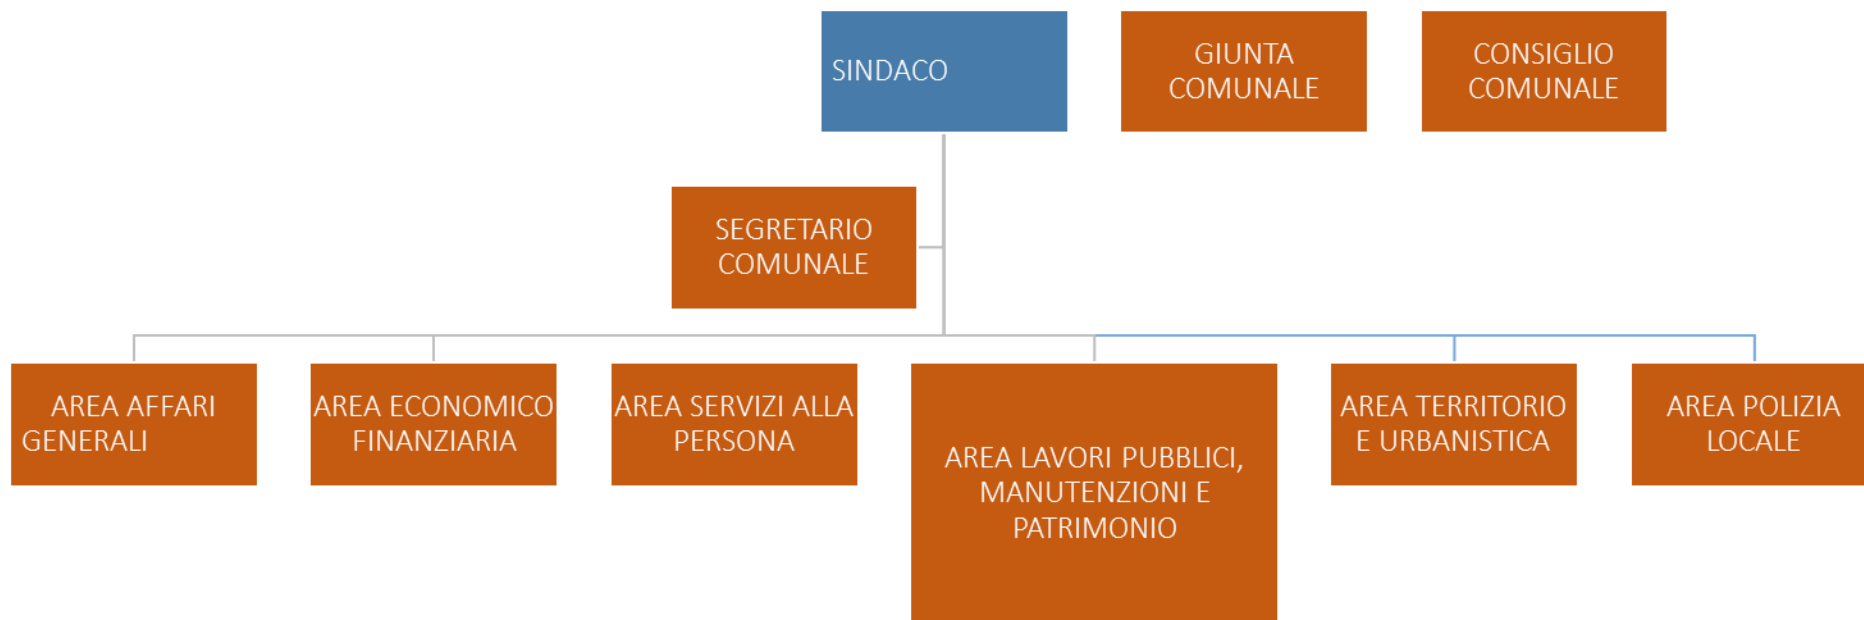 SINDACO
GIUNTA
COMUNALE
CONSIGLIO
COMUNALE
SEGRETARIO
COMUNALE
AREA AFFARI
GENERALI
AREA ECONOMICO
FINANZIARIA
AREA SERVIZI ALLA
PERSONA
AREA LAVORI PUBBLICI,
MANUTENZIONI E
PATRIMONIO
AREA TERRITORIO
E URBANISTICA
AREA POLIZIA
LOCALE